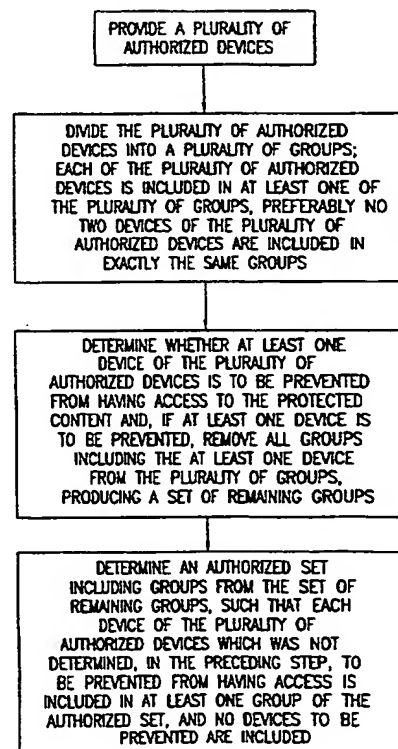 PROVIDE A PLURALITY OF
AUTHORIZED DEVICES
DIVIDE THE PLURALITY OF AUTHORIZED
DEVICES INTO A PLURALITY OF GROUPS;
EACH OF THE PLURALITY OF AUTHORIZED
DEVICES IS INCLUDED IN AT LEAST ONE OF
THE PLURALITY OF GROUPS, PREFERABLY NO
TWO DEVICES OF THE PLURALITY OF
AUTHORIZED DEVICES ARE INCLUDED IN
EXACTLY THE SAME GROUPS
DETERMINE WHETHER AT LEAST ONE
DEVICE OF THE PLURALITY OF
AUTHORIZED DEVICES IS TO BE PREVENTED
FROM HAVING ACCESS TO THE PROTECTED
CONTENT AND, IF AT LEAST ONE DEVICE IS
TO BE PREVENTED, REMOVE ALL GROUPS
INCLUDING THE AT LEAST ONE DEVICE
FROM THE PLURALITY OF GROUPS,
PRODUCING A SET OF REMAINING GROUPS
DETERMINE AN AUTHORIZED SET
INCLUDING GROUPS FROM THE SET OF
REMAINING GROUPS, SUCH THAT EACH
DEVICE OF THE PLURALITY OF
AUTHORIZED DEVICES WHICH WAS NOT
DETERMINED, IN THE PRECEDING STEP, TO
BE PREVENTED FROM HAVING ACCESS IS
INCLUDED IN AT LEAST ONE GROUP OF THE
AUTHORIZED SET, AND NO DEVICES TO BE
PREVENTED ARE INCLUDED